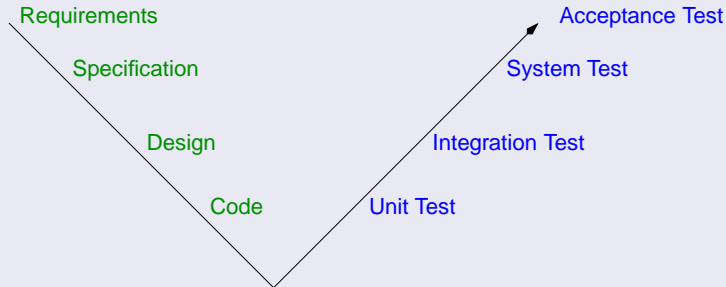 Requirements
Acceptance Test
Specification
System Test
Design
Integration Test
Code
Unit Test